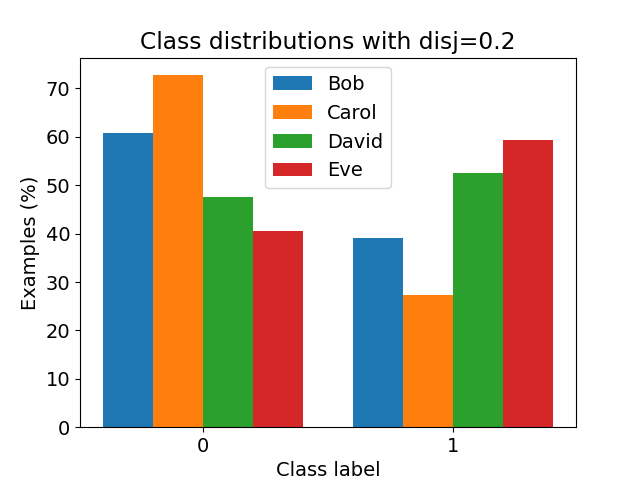 Class distributions with disj=0.2
Examples (%)
70
60
50
40
30
20
10
0
Bob
Carol
David
Eve
0 1
Class label